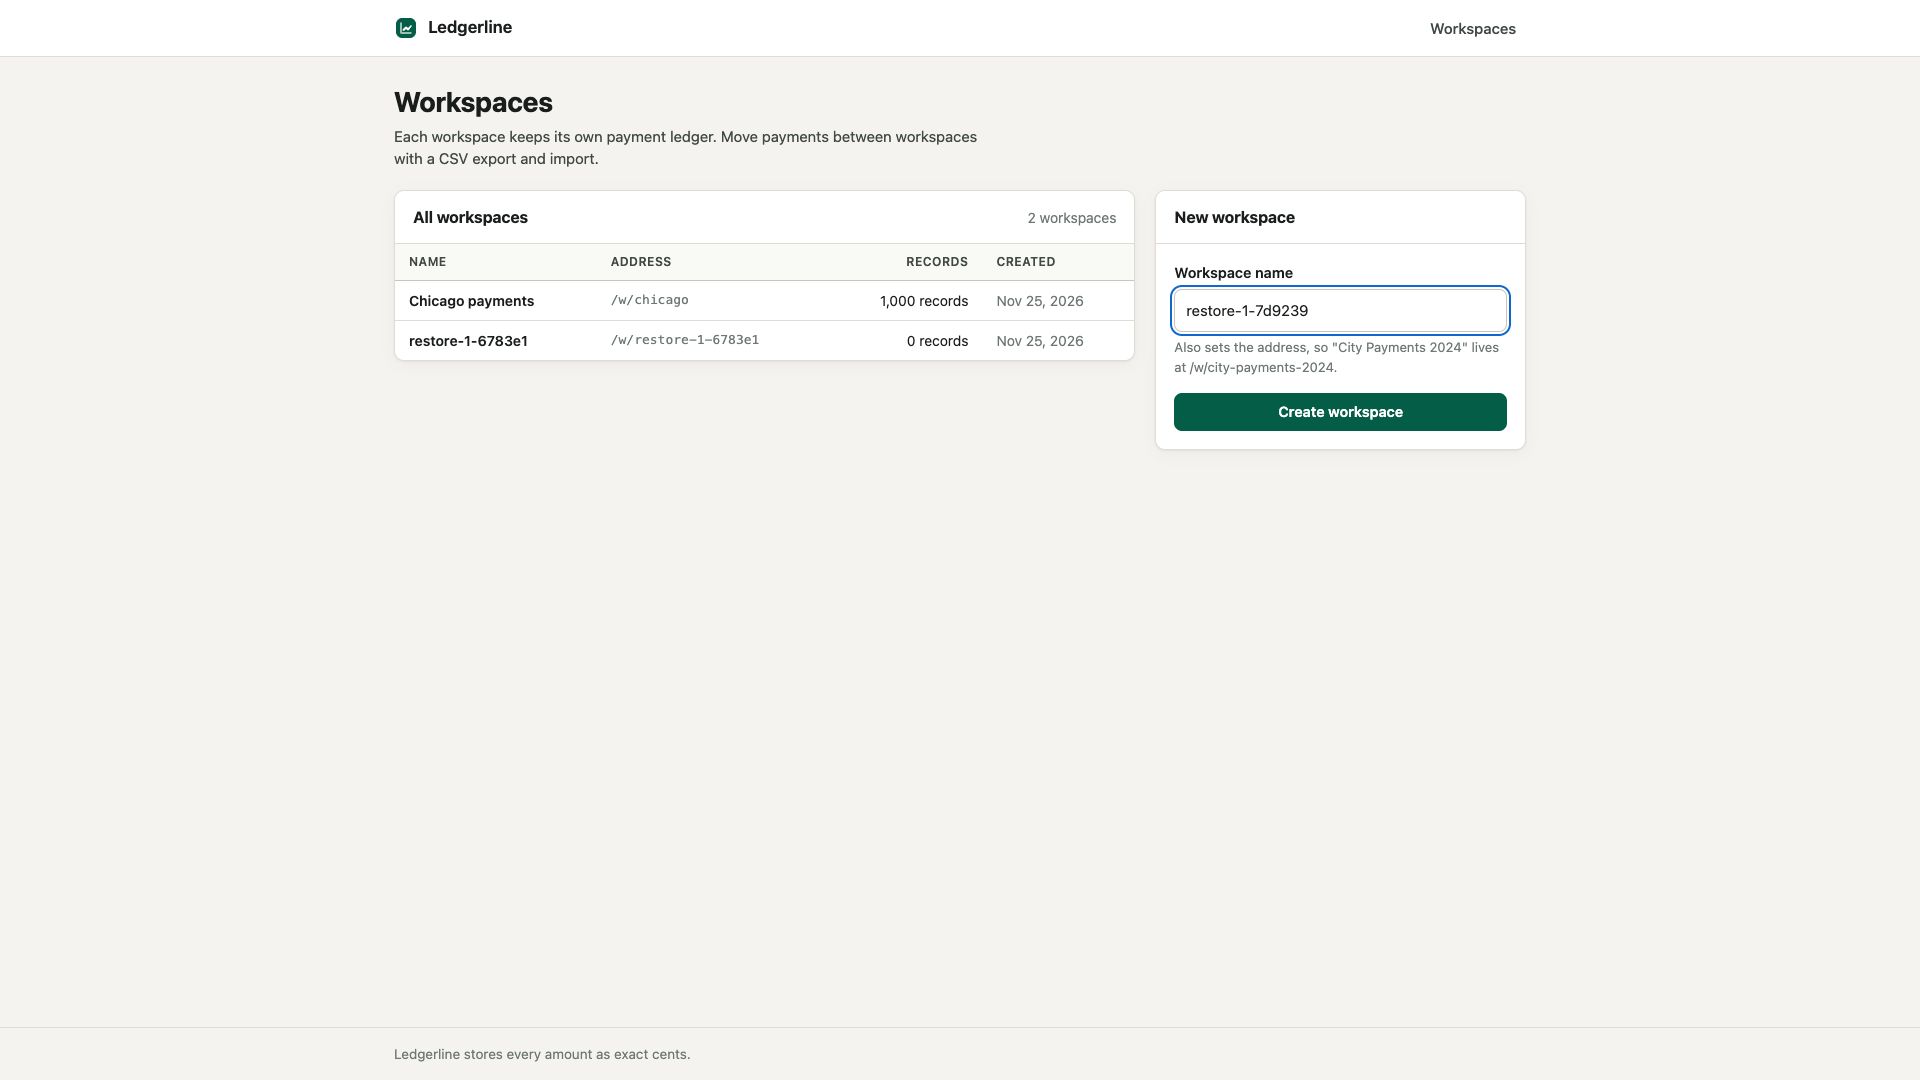 Ledgerline
Workspaces
Workspaces
Each workspace keeps its own payment ledger. Move payments between workspaces
with a CSV export and import.
All workspaces
2 workspaces
NAME ADDRESS RECORDS CREATED
Chicago payments /w/chicago 1,000 records Nov 25, 2026
restore-1-6783e1 /w/restore-1-6783e1 0 records Nov 25, 2026
New workspace
Workspace name
restore-1-7d9239
Also sets the address, so "City Payments 2024" lives
at /w/city-payments-2024.
Create workspace
Ledgerline stores every amount as exact cents.